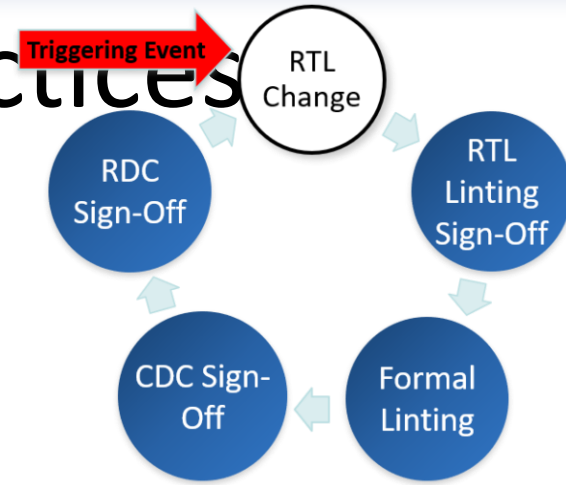 Triggering Event
ctices
RTL
Change
RTL
Linting
Sign-Off
Formal
Linting
CDC Sign-
Off
RDC
Sign-Off